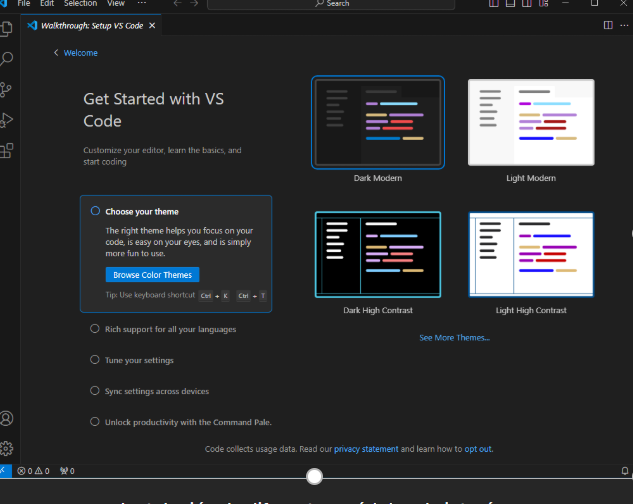 File Edit Selection View ··· Search
Walkthrough: Setup VS Code
Welcome
Get Started with VS
Code
Customize your editor, learn the basics, and
start coding
Choose your theme
The right theme helps you focus on your
code, is easy on your eyes, and is simply
more fun to use.
Browse Color Themes
Tip: Use keyboard shortcut Ctrl + K Ctrl + T
Rich support for all your languages
Tune your settings
Sync settings across devices
Unlock productivity with the Command Pale.
Dark Modern
Light Modern
Dark High Contrast
Light High Contrast
See More Themes...
Code collects usage data. Read our privacy statement and learn how to opt out.
0 0 0